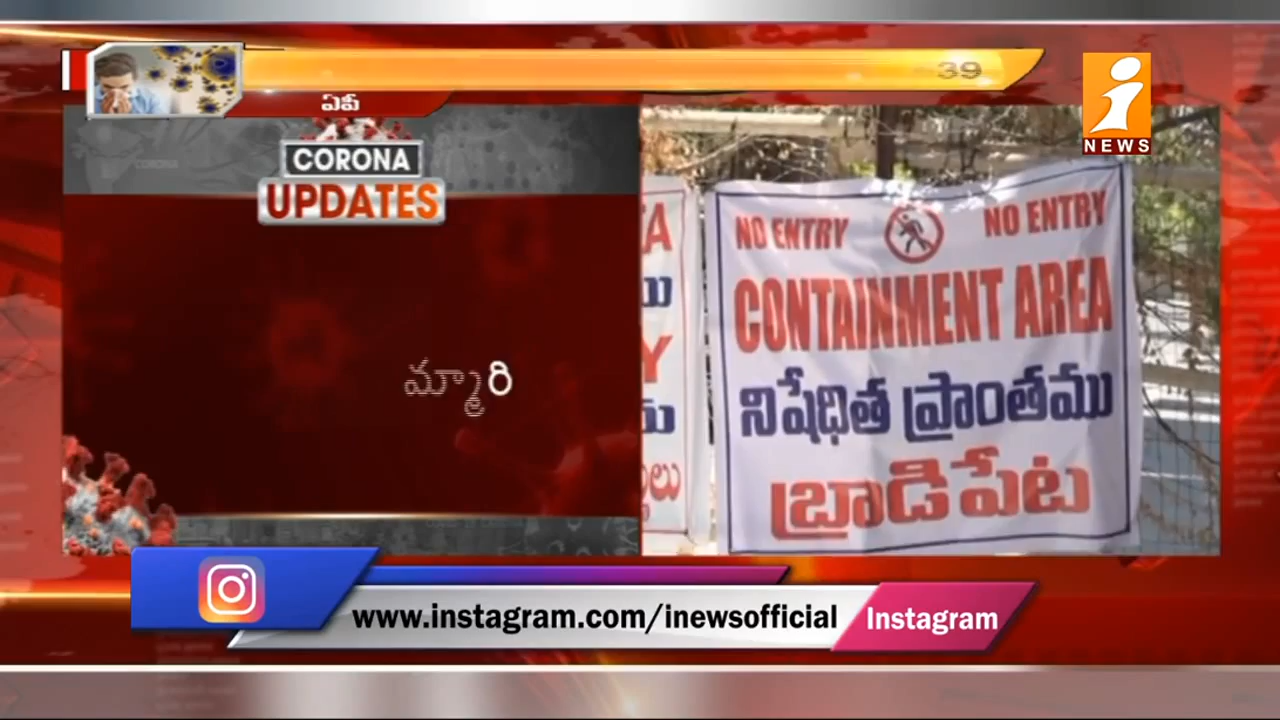 39
ఏపీ
NEWS
CORONA
UPDATES
మ్మారి
NO ENTRY NO ENTRY
CONTAINMENT AREA
నిషేధిత ప్రాంతము
బ్రాడిపేట
A
ము
Y
ము
లు
www.instagram.com/inewsofficial
Instagram